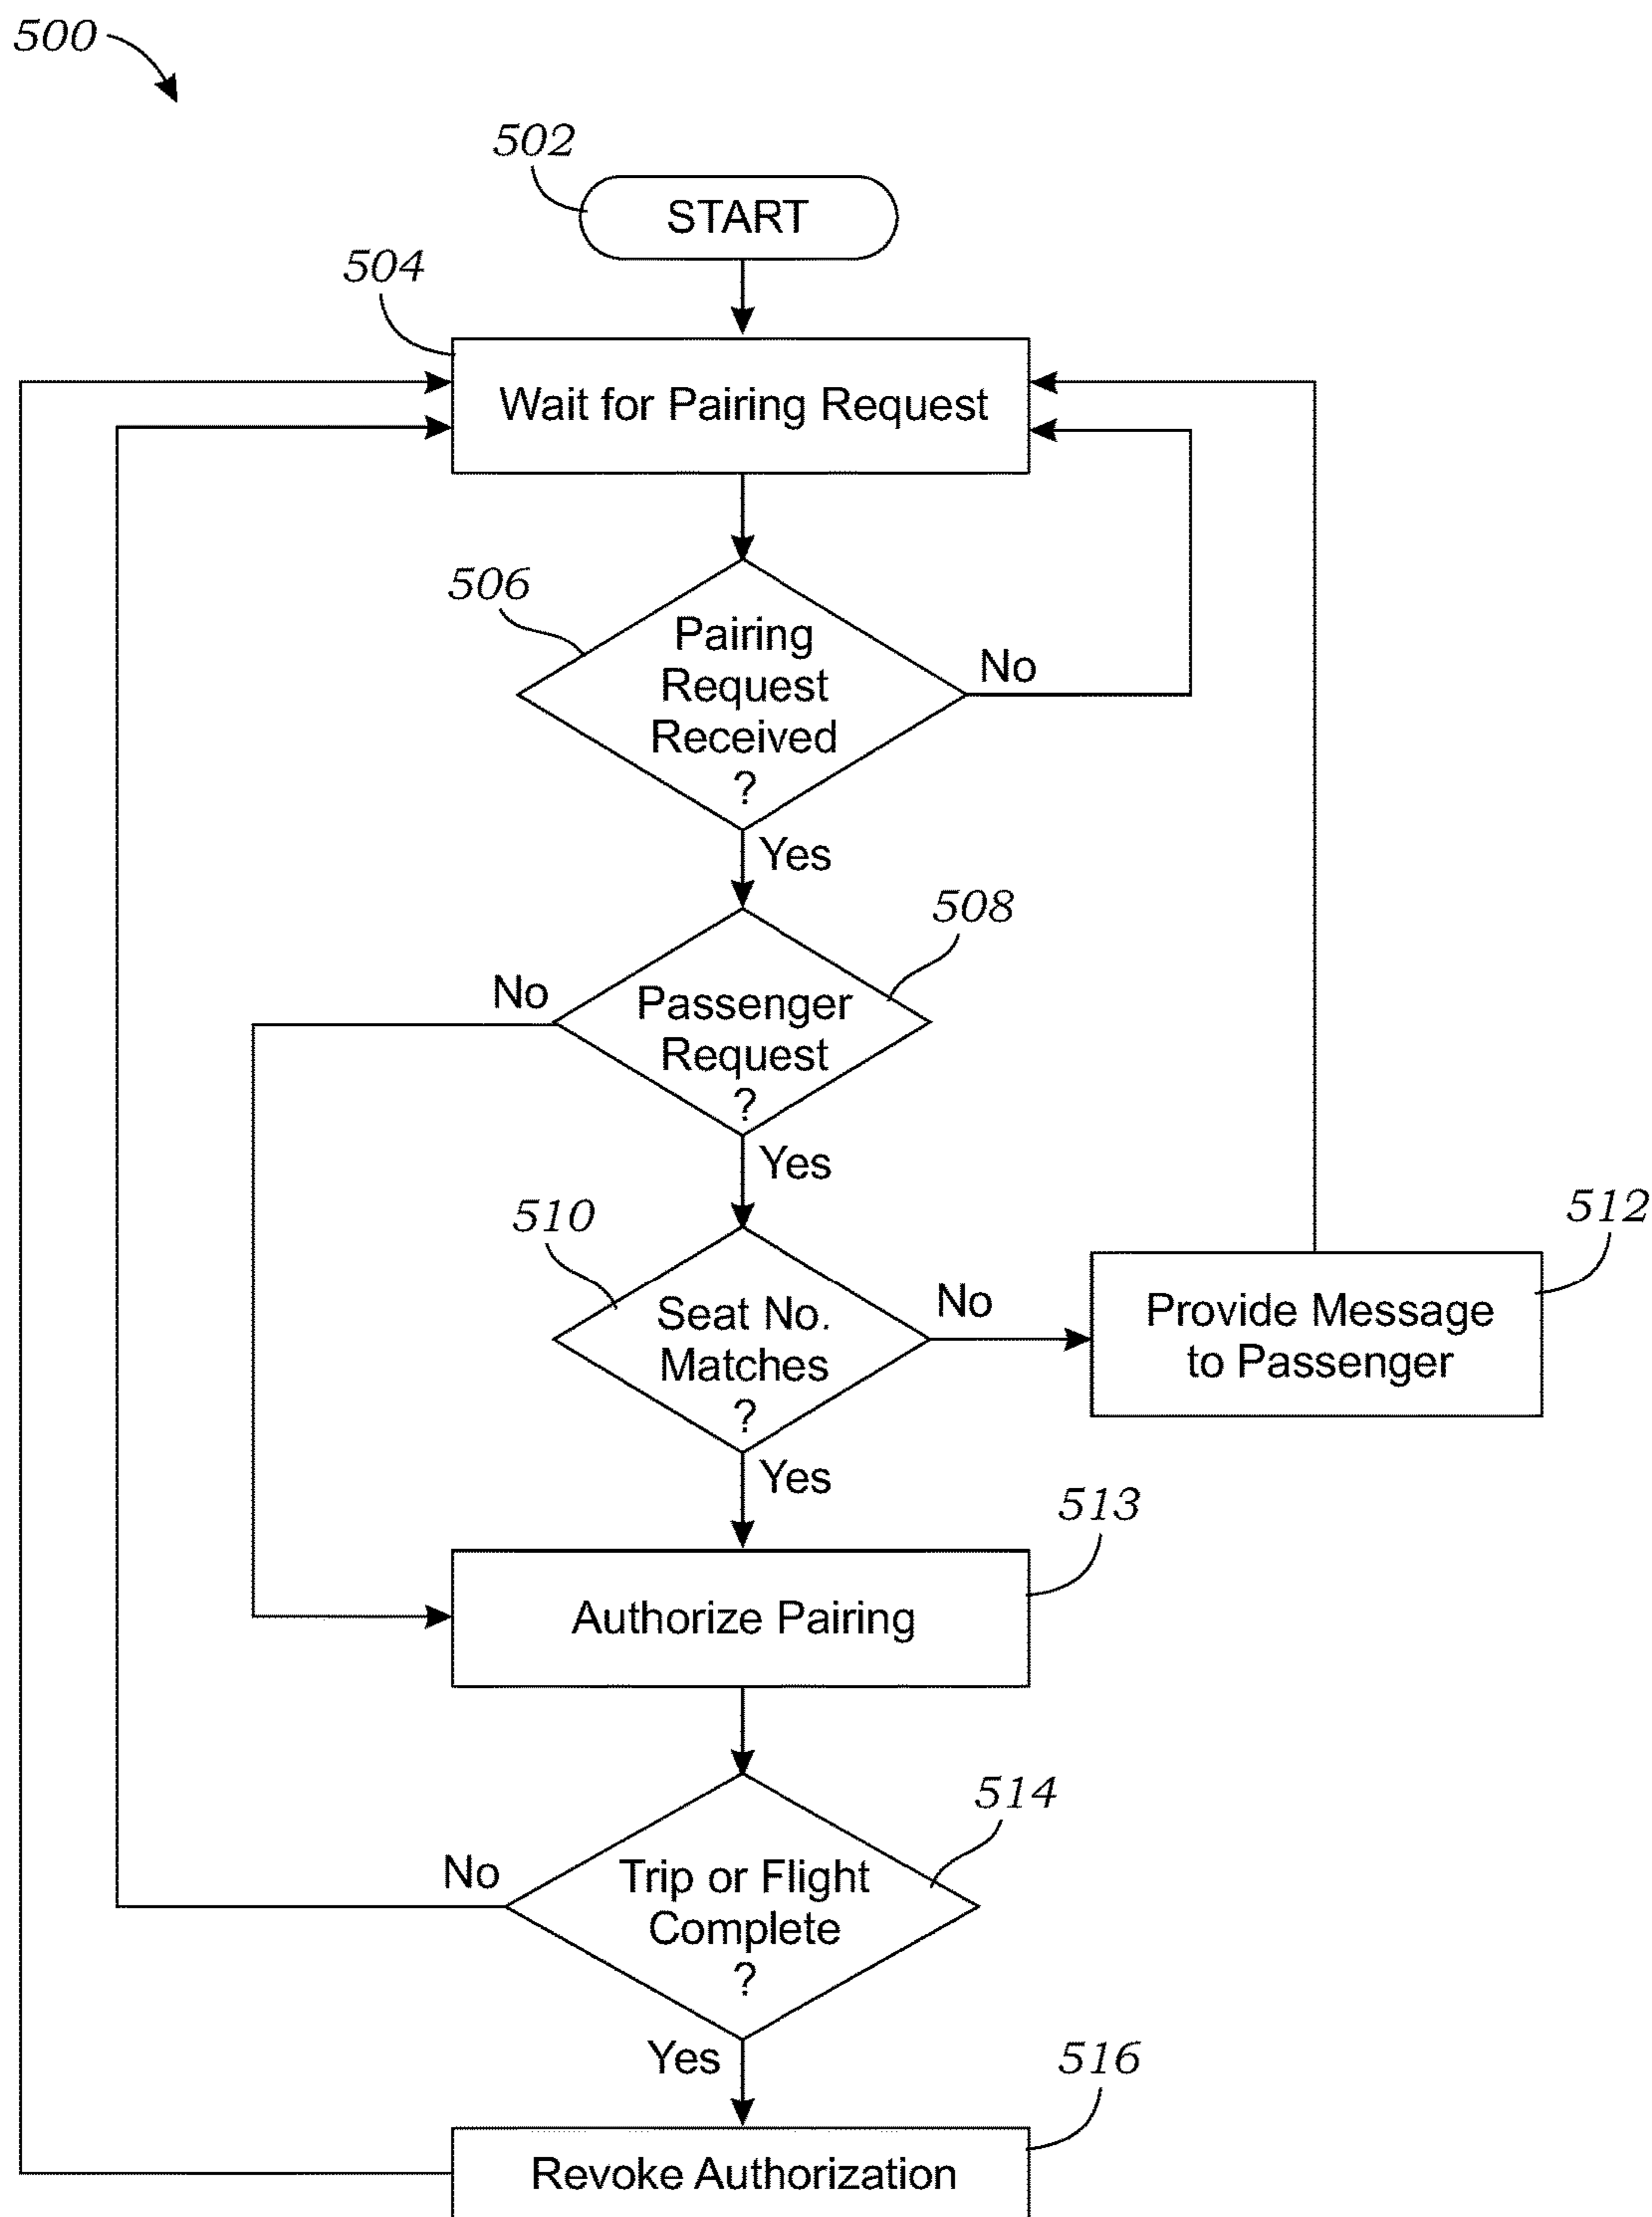 500
502
START
504
Wait for Pairing Request
506
Pairing
Request
Received
?
No
Yes
508
No
Passenger
Request
?
Yes
510
Seat No.
Matches
?
No
512
Provide Message
to Passenger
Yes
513
Authorize Pairing
514
No
Trip or Flight
Complete
?
Yes
516
Revoke Authorization